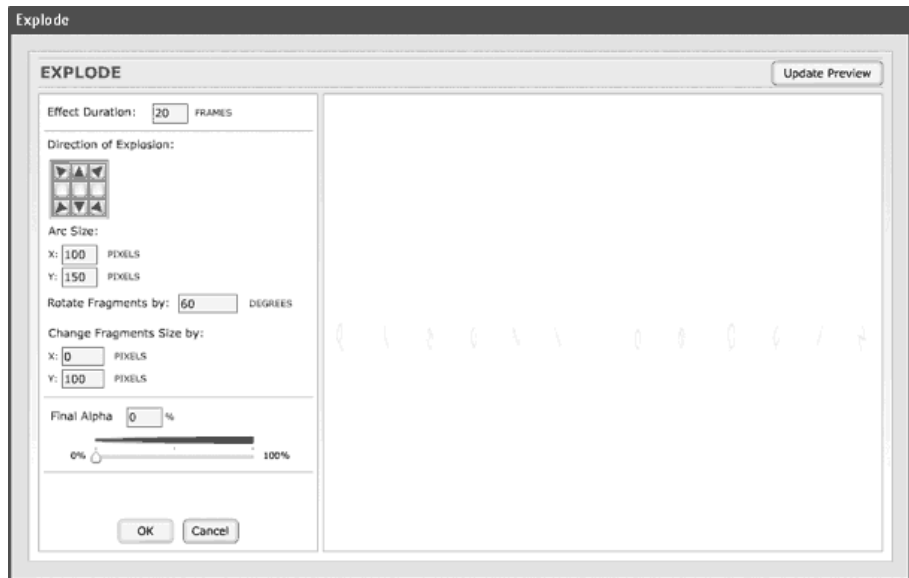 Explode
EXPLODE
Update Preview
Effect Duration: 20 FRAMES
Direction of Explosion:
Arc Size:
X: 100 PIXELS
Y: 150 PIXELS
Rotate Fragments by: 60 DEGREES
Change Fragments Size by:
X: 0 PIXELS
Y: 100 PIXELS
Final Alpha 0 %
0% 100%
OK Cancel